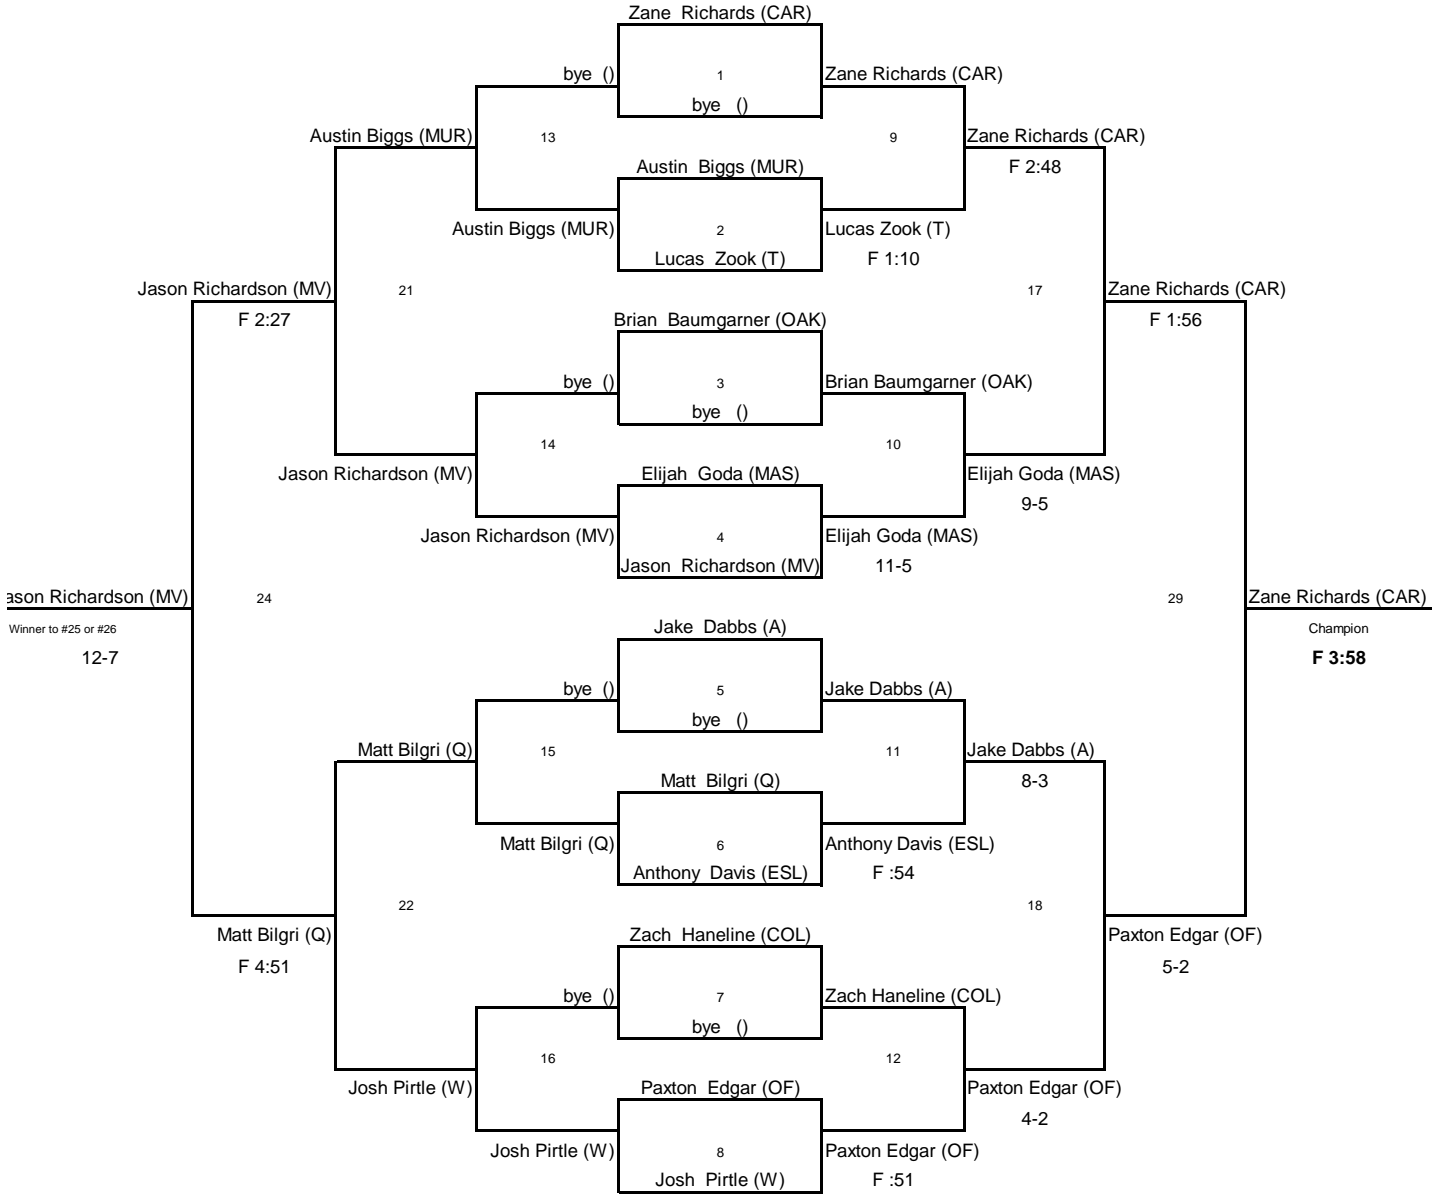 Zane Richards (CAR)
bye () 1 Zane Richards (CAR)
bye ()
Austin Biggs (MUR) 13 9 Zane Richards (CAR)
Austin Biggs (MUR) F 2:48
Austin Biggs (MUR) 2 Lucas Zook (T)
Lucas Zook (T) F 1:10
Jason Richardson (MV) 21 17 Zane Richards (CAR)
F 2:27 Brian Baumgarner (OAK) F 1:56
bye () 3 Brian Baumgarner (OAK)
bye ()
14 10
Jason Richardson (MV) Elijah Goda (MAS) Elijah Goda (MAS)
9-5
Jason Richardson (MV) 4 Elijah Goda (MAS)
Jason Richardson (MV) 11-5
ason Richardson (MV) 24 29 Zane Richards (CAR)
Winner to #25 or #26 Jake Dabbs (A) Champion
12-7 F 3:58
bye () 5 Jake Dabbs (A)
bye ()
Matt Bilgri (Q) 15 11 Jake Dabbs (A)
Matt Bilgri (Q) 8-3
Matt Bilgri (Q) 6 Anthony Davis (ESL)
Anthony Davis (ESL) F :54
22 18
Matt Bilgri (Q) Zach Haneline (COL) Paxton Edgar (OF)
F 4:51 5-2
bye () 7 Zach Haneline (COL)
bye ()
16 12
Josh Pirtle (W) Paxton Edgar (OF) Paxton Edgar (OF)
4-2
Josh Pirtle (W) 8 Paxton Edgar (OF)
Josh Pirtle (W) F :51